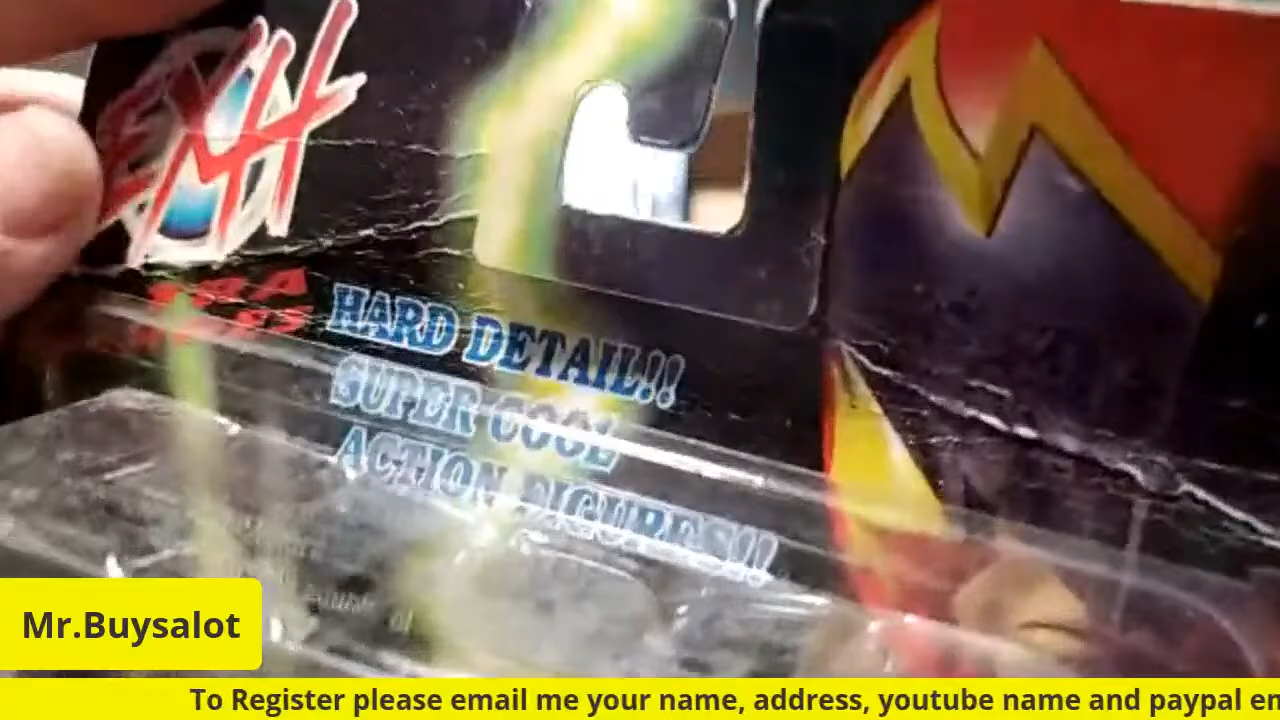 HARD DETAIL!!
SUPER COOL
ACTION FIGURES!!
Mr.Buysalot
To Register please email me your name, address, youtube name and paypal em